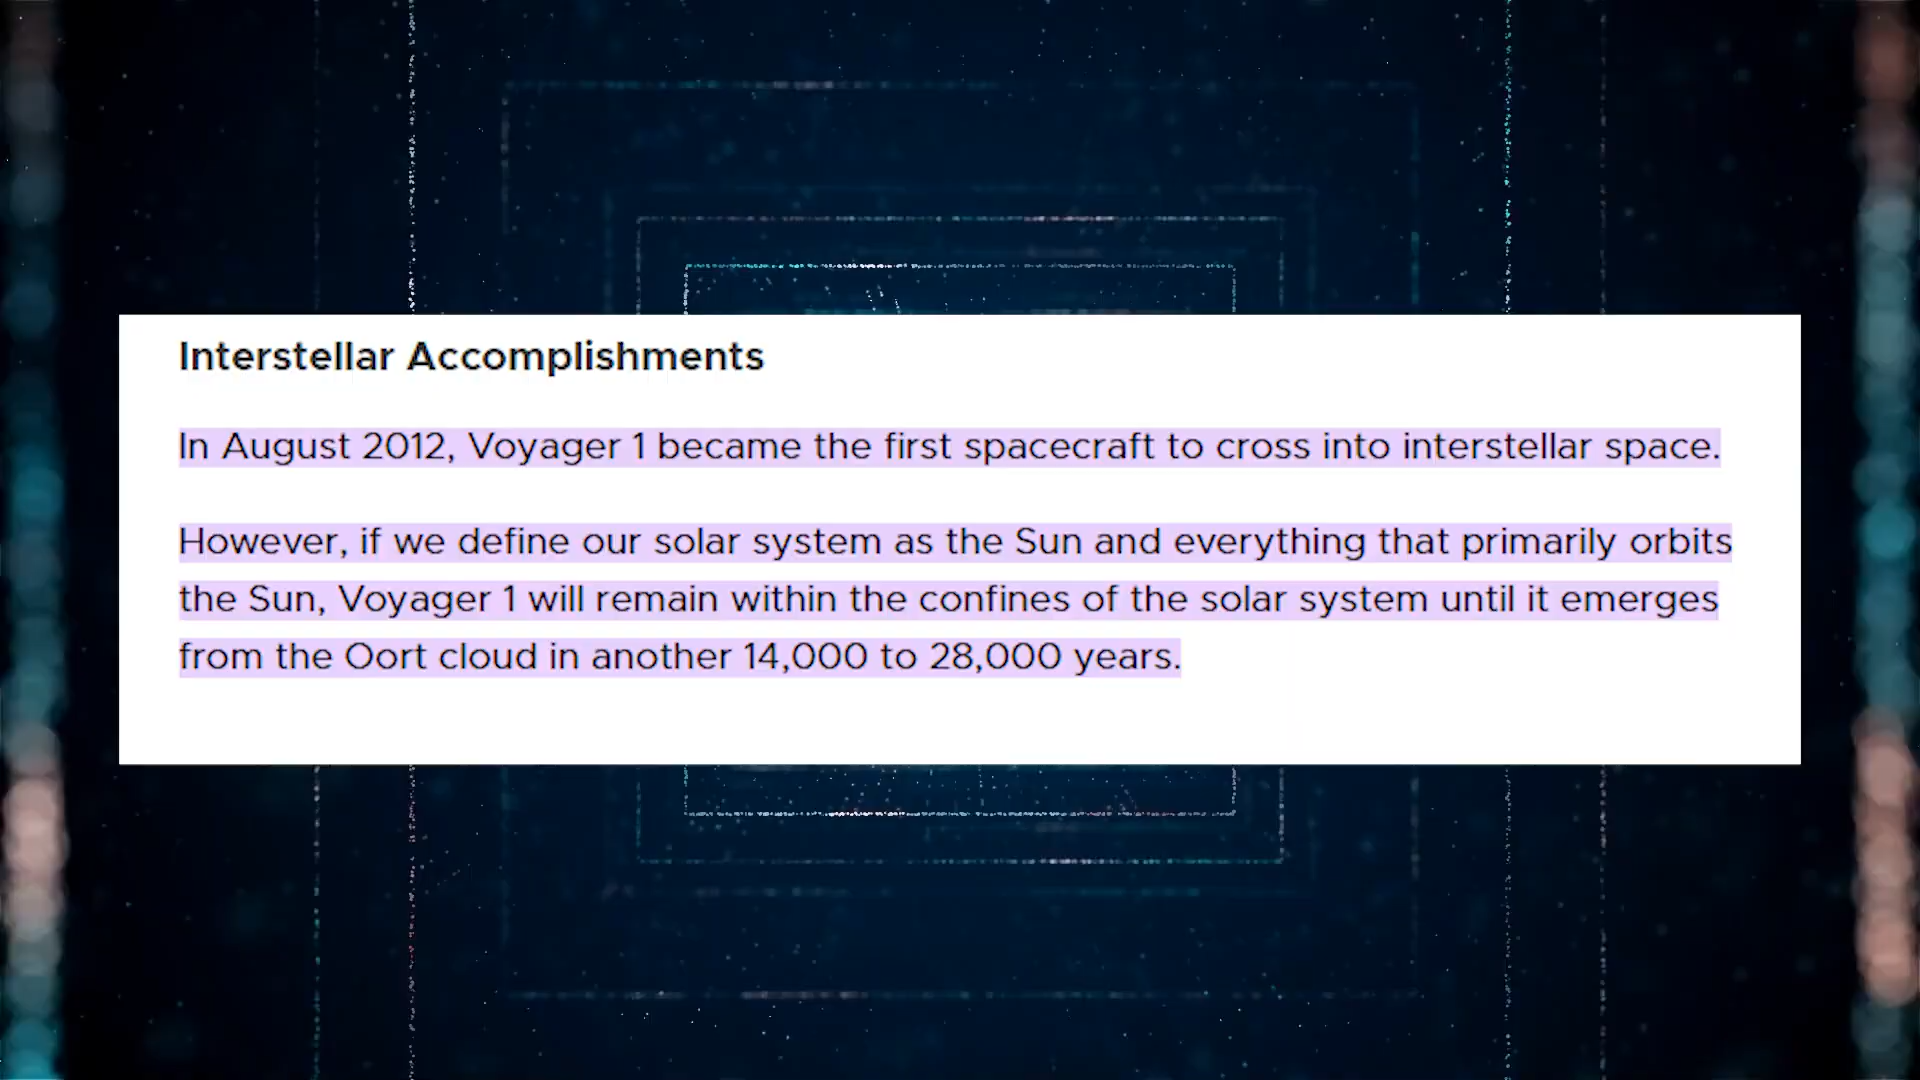 Interstellar Accomplishments
In August 2012, Voyager 1 became the first spacecraft to cross into interstellar space.
However, if we define our solar system as the Sun and everything that primarily orbits
the Sun, Voyager 1 will remain within the confines of the solar system until it emerges
from the Oort cloud in another 14,000 to 28,000 years.